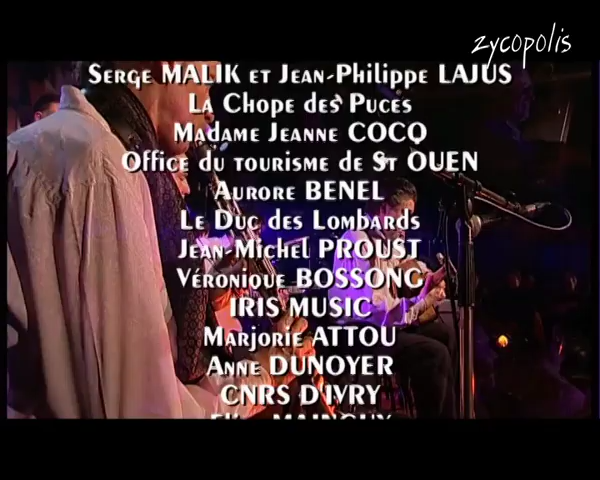 zycopolis
Serge MALIK et Jean-Philippe LAJUS
La Chope des Puces
Madame Jeanne COCQ
Office du tourisme de St OUEN
Aurore BENEL
Le Duc des Lombards
Jean-Michel PROUST
Véronique BOSSONG
IRIS MUSIC
Marjorie ATTOU
Anne DUNOYER
CNRS D'IVRY